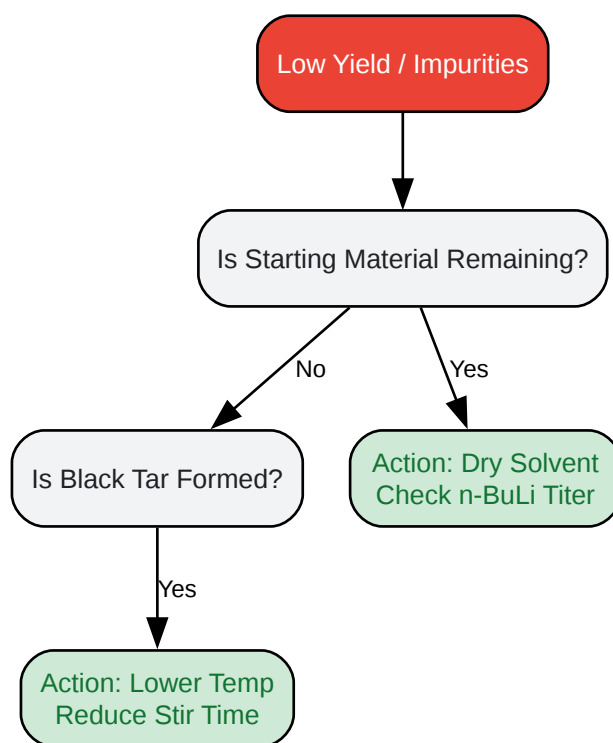 Low Yield / Impurities
Is Starting Material Remaining?
No
Yes
Is Black Tar Formed?
Action: Dry Solvent
Check n-BuLi Titer
Yes
Action: Lower Temp
Reduce Stir Time